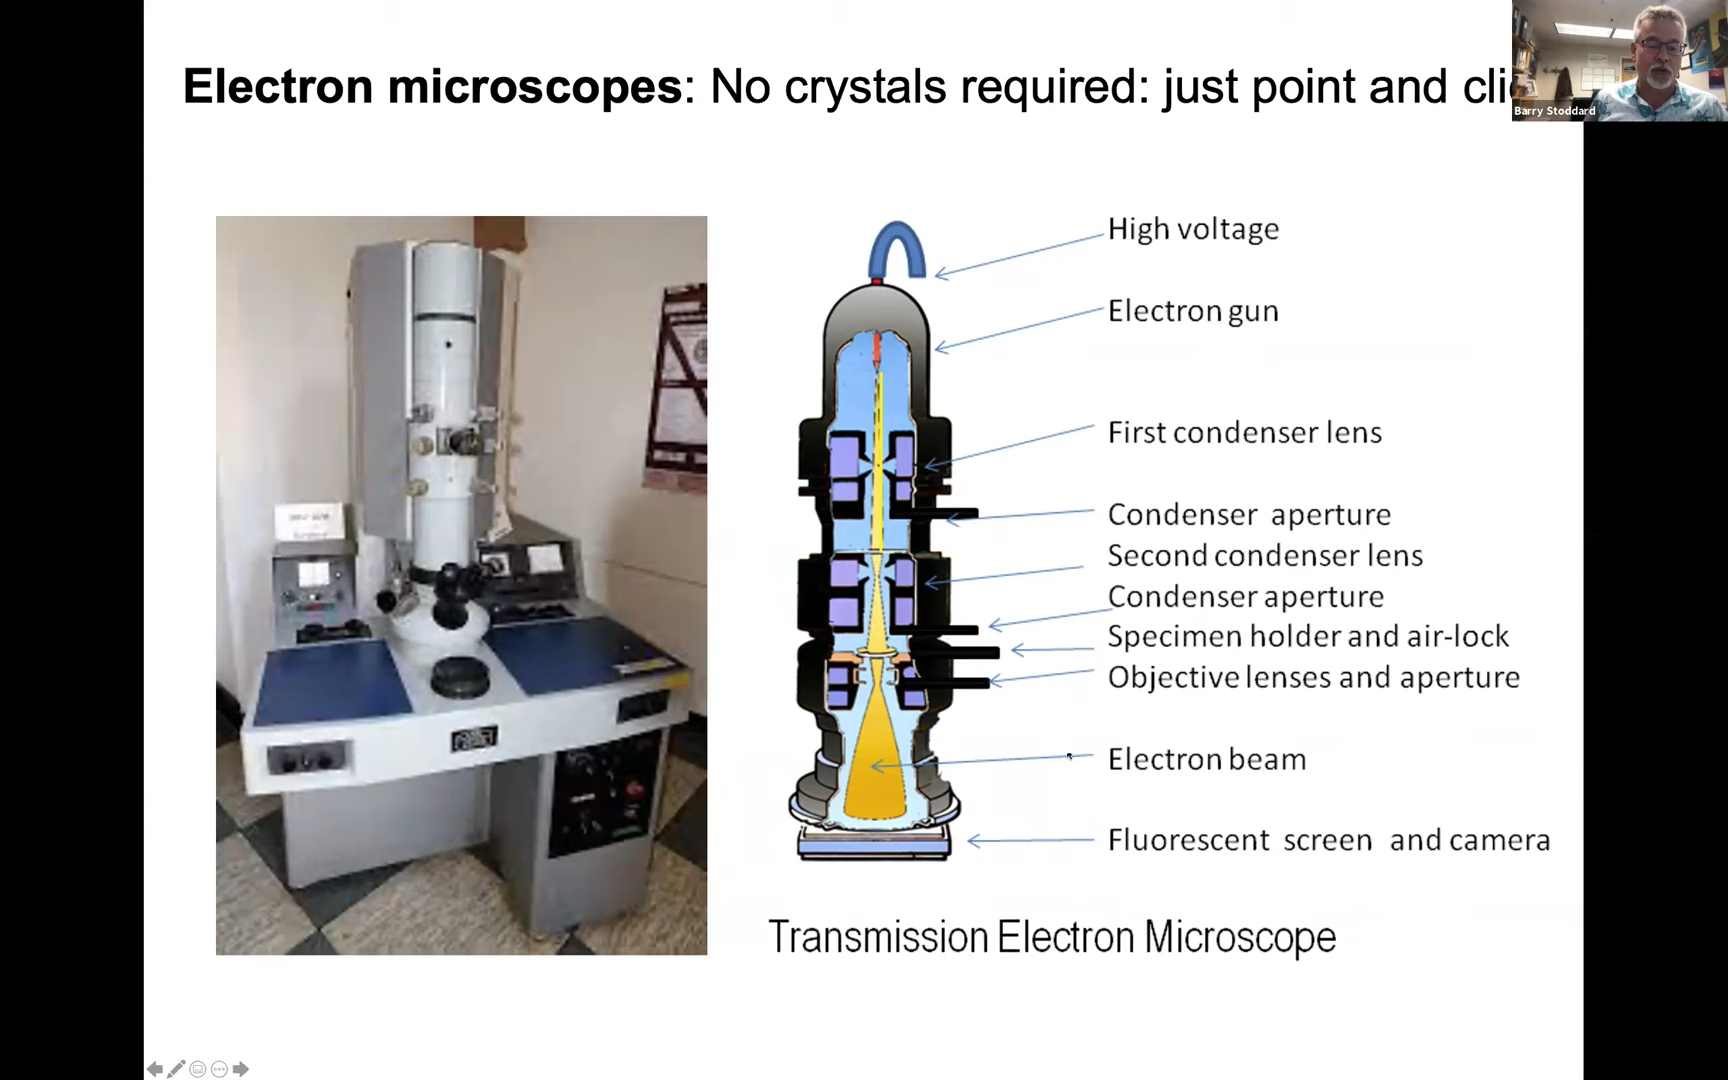 Electron microscopes: No crystals required: just point and cli
Barry Stoddard
High voltage
Electron gun
First condenser lens
Condenser aperture
Second condenser lens
Condenser aperture
Specimen holder and air-lock
Objective lenses and aperture
Electron beam
Fluorescent screen and camera
Transmission Electron Microscope